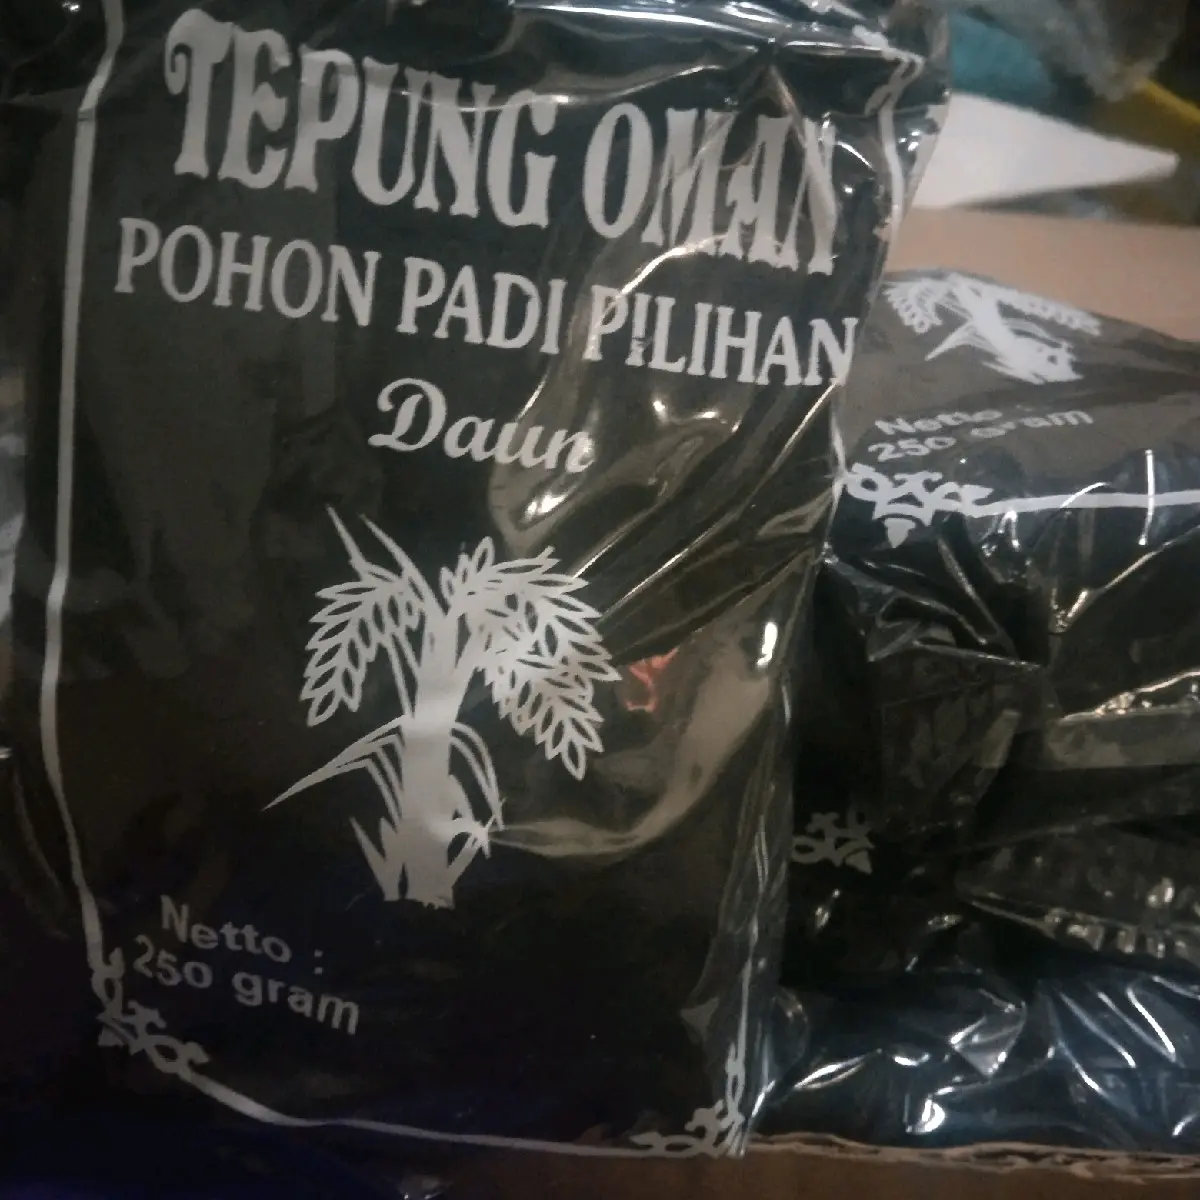 TEPUNG OMAN
POHON PADI PILIHAN
Daun
Netto :
250 gram
Netto :
250 gram